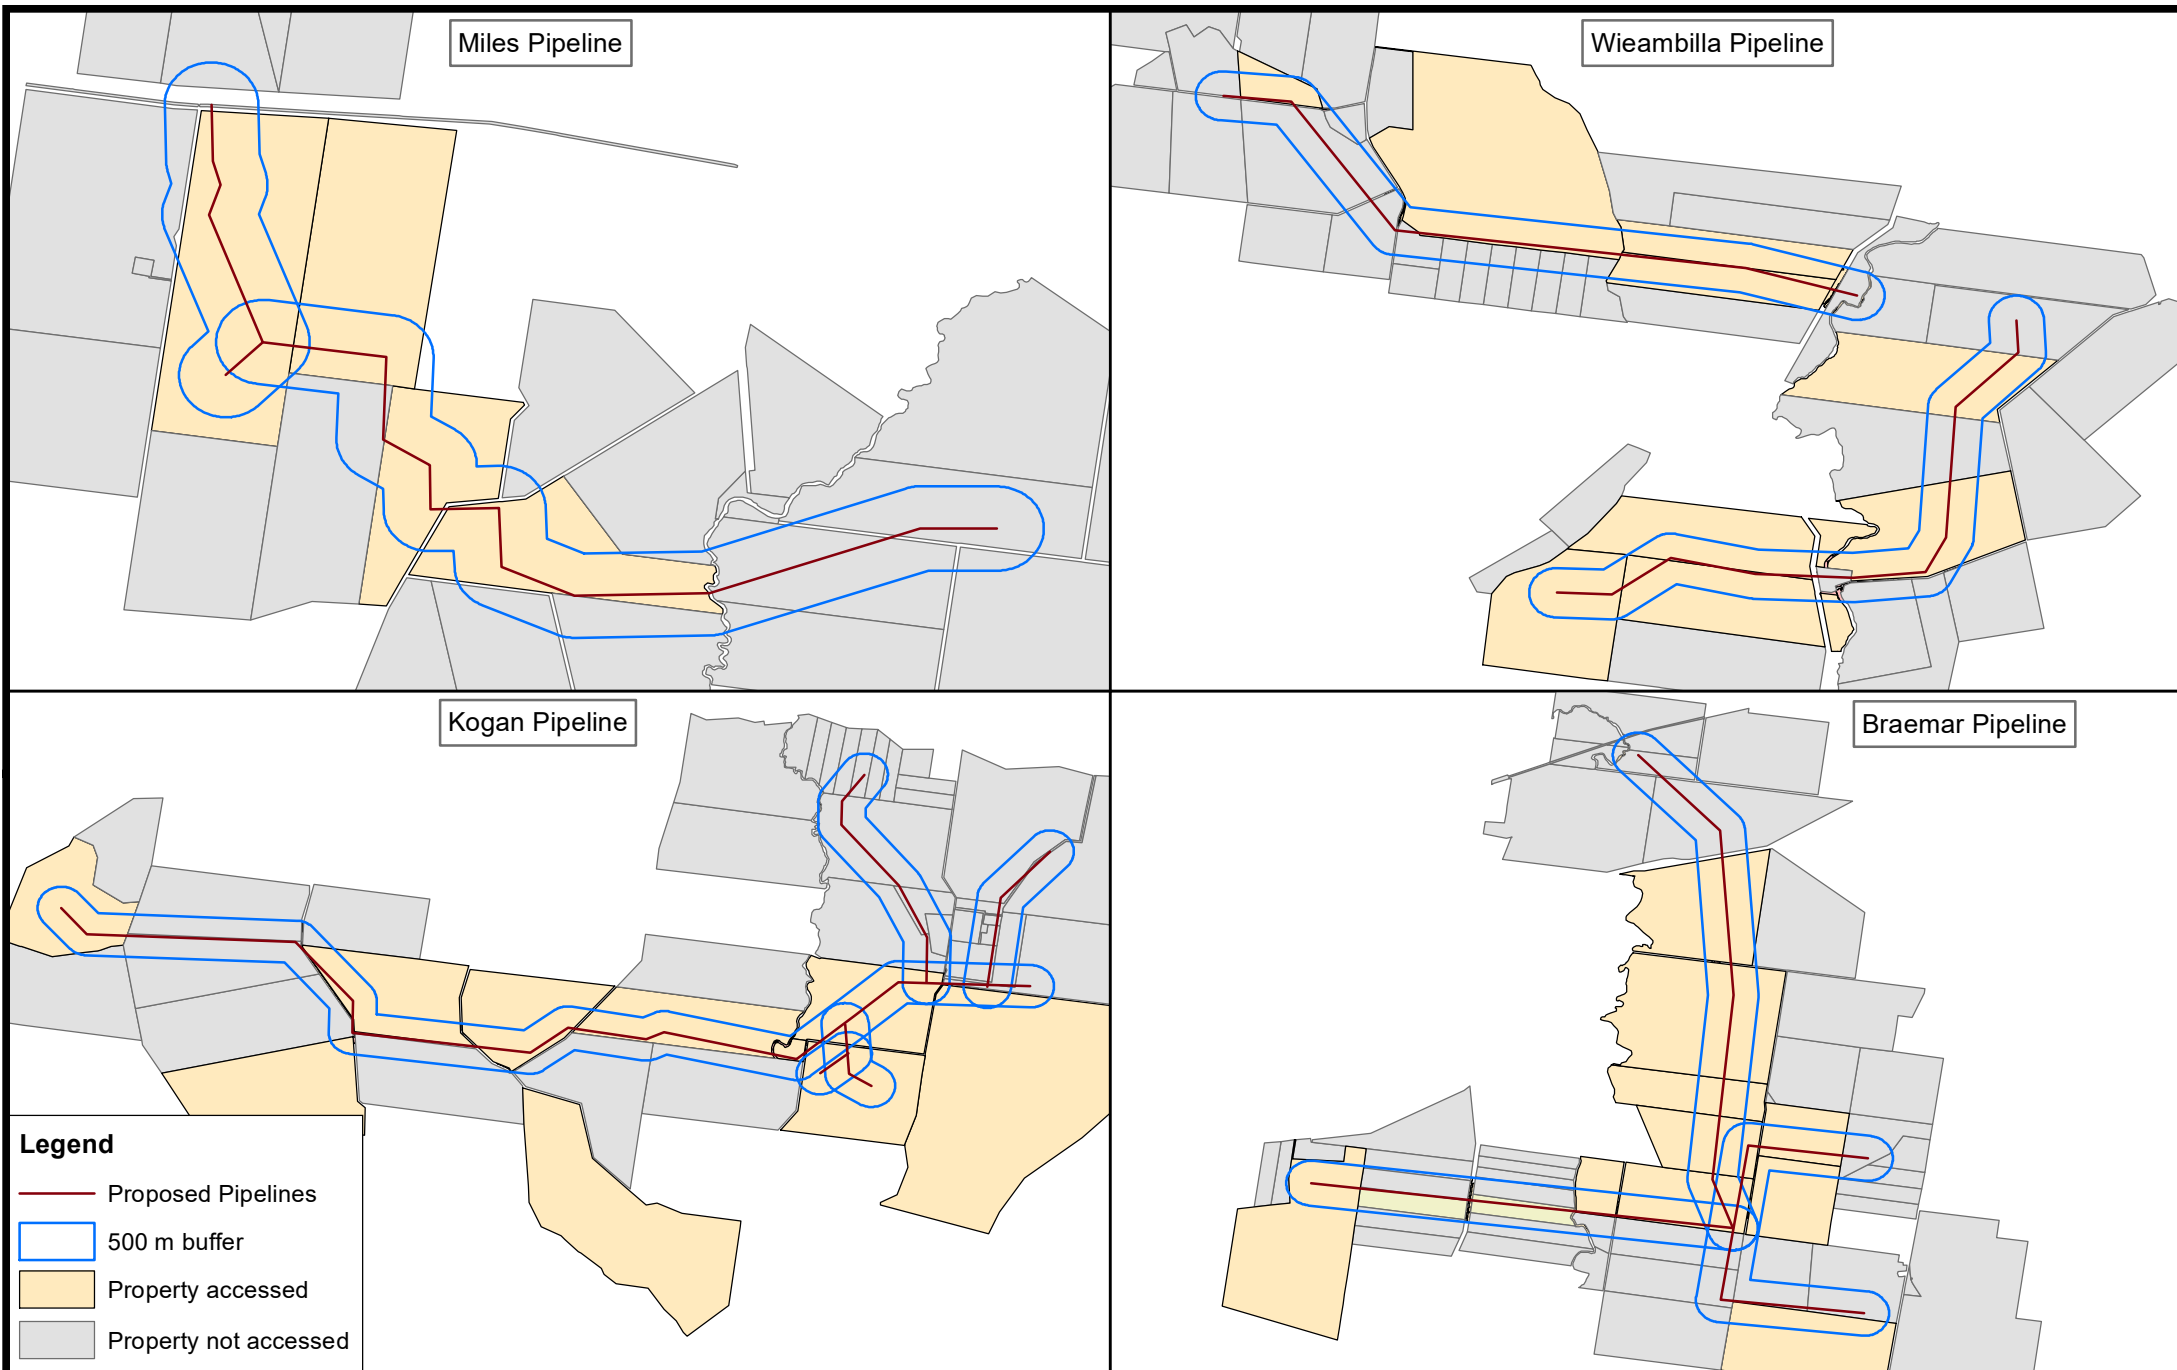 Miles Pipeline
Wieambilla Pipeline
Kogan Pipeline
Braemar Pipeline
Legend
Proposed Pipelines
500 m buffer
Property accessed
Property not accessed